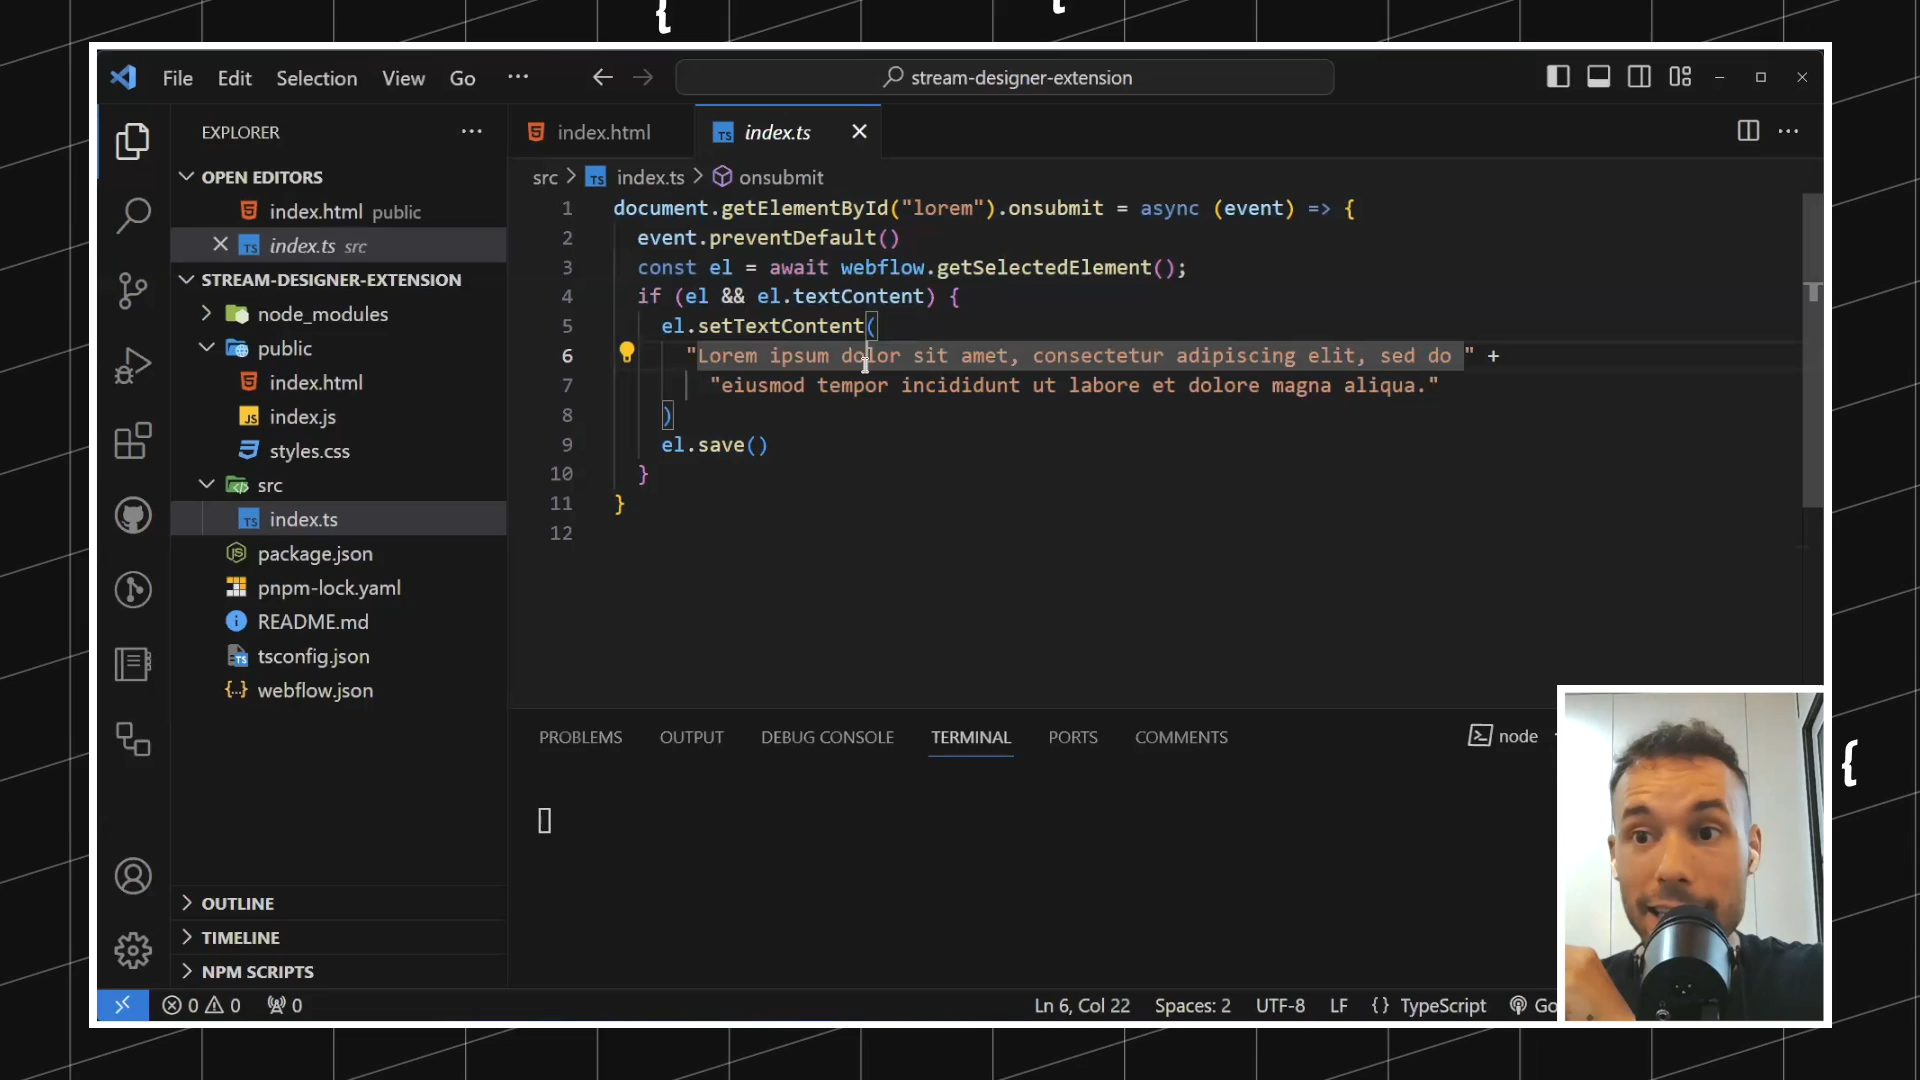 {
{
File Edit Selection View Go ··· stream-designer-extension
EXPLORER ···
OPEN EDITORS
index.html public
index.ts src
STREAM-DESIGNER-EXTENSION
node_modules
public
index.html
JS index.js
styles.css
src
TS index.ts
package.json
pnpm-lock.yaml
README.md
tsconfig.json
{..} webflow.json
OUTLINE
TIMELINE
NPM SCRIPTS
index.html
TS index.ts
src > TS index.ts > onsubmit
1 document.getElementById("lorem").onsubmit = async (event) => {
2 event.preventDefault()
3 const el = await webflow.getSelectedElement();
4 if (el && el.textContent) {
5 el.setTextContent(
6 "Lorem ipsum dolor sit amet, consectetur adipiscing elit, sed do " +
7 "eiusmod tempor incididunt ut labore et dolore magna aliqua."
8 )
9 el.save()
10 }
11 }
12
PROBLEMS OUTPUT DEBUG CONSOLE TERMINAL PORTS COMMENTS node
{
0 0 0 Ln 6, Col 22 Spaces: 2 UTF-8 LF {} TypeScript Go